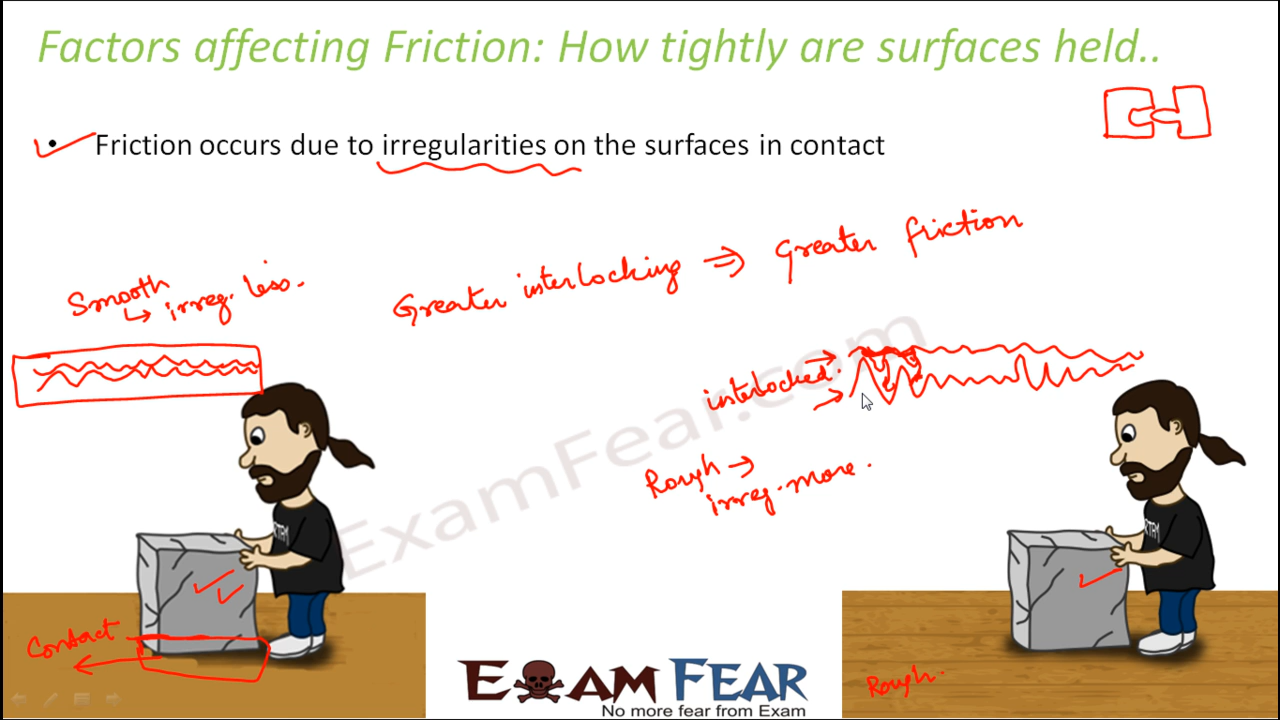 Factors affecting Friction: How tightly are surfaces held..
• Friction occurs due to irregularities on the surfaces in contact
Greater interlocking ⇒ Greater friction
Smooth
↳ irreg. less.
interlocked.
Rough →
irreg. more.
Contact
Rough.
ExamFear.com
EXAM FEAR
No more fear from Exam